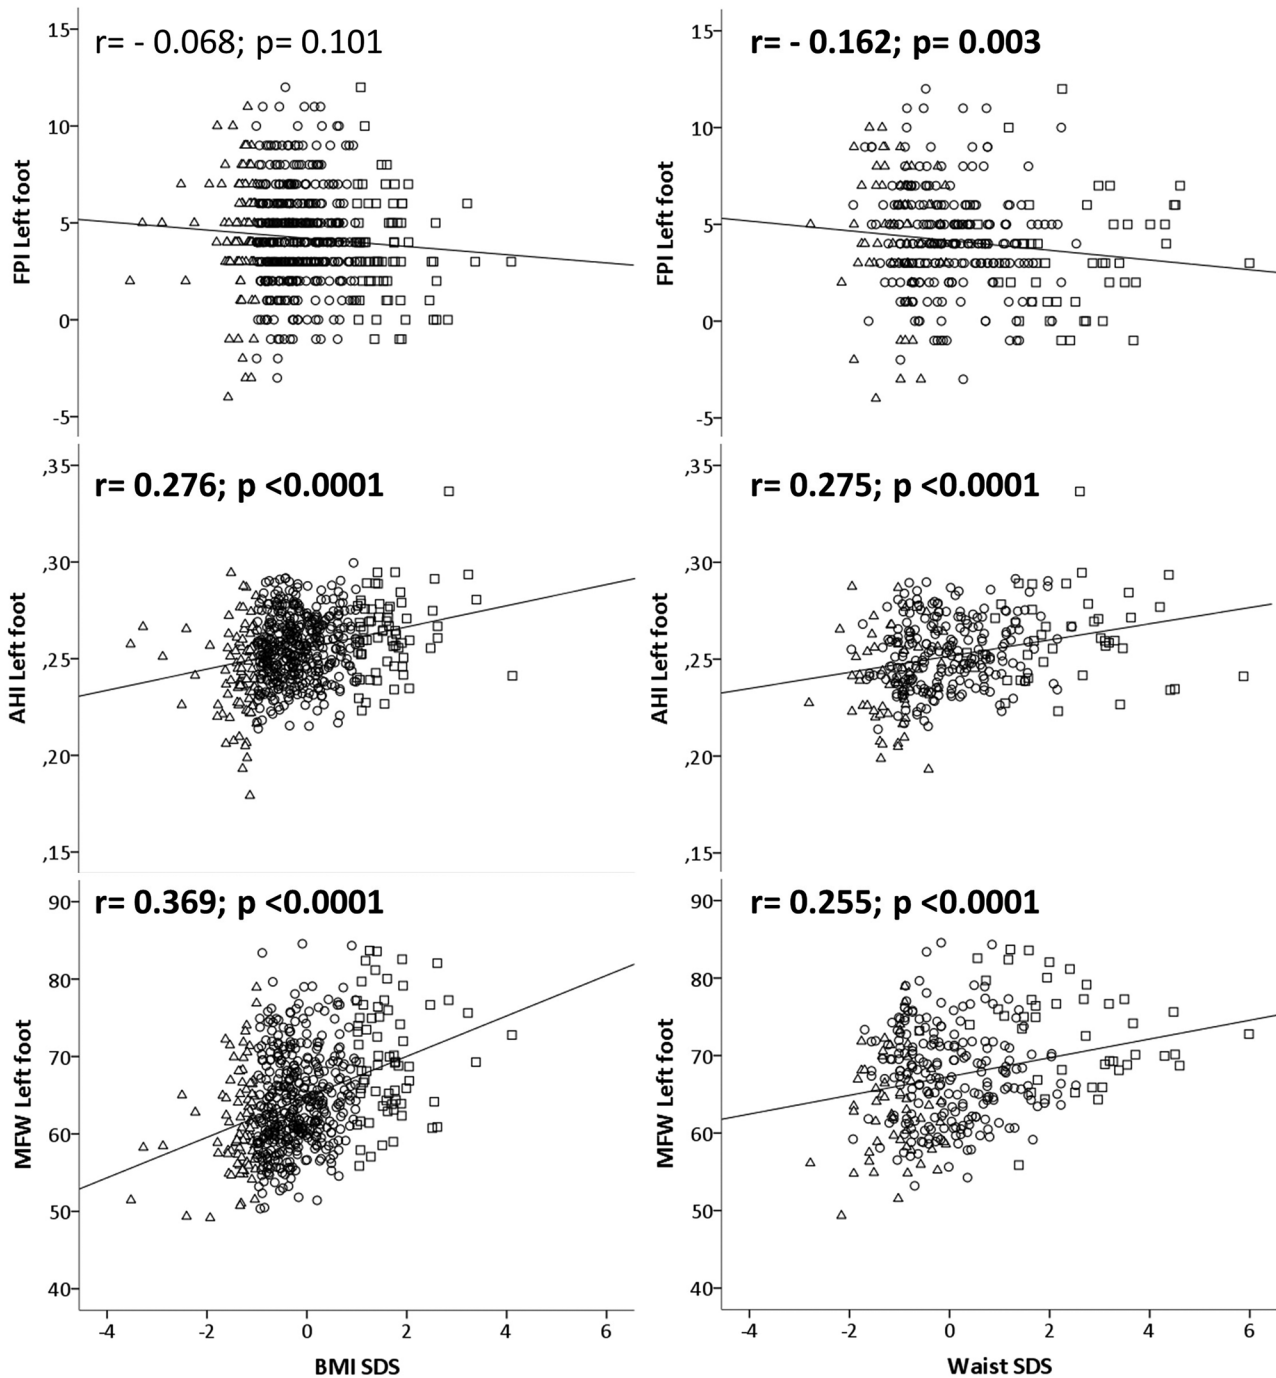 r= - 0.068; p= 0.101
15
10
5
0
-5
FPI Left foot
r= - 0.162; p= 0.003
15
10
5
0
-5
FPI Left foot
r= 0.276; p <0.0001
,35
,30
,25
,20
,15
AHI Left foot
r= 0.275; p <0.0001
,35
,30
,25
,20
,15
AHI Left foot
r= 0.369; p <0.0001
90
80
70
60
50
40
MFW Left foot
-4 -2 0 2 4 6
BMI SDS
r= 0.255; p <0.0001
90
80
70
60
50
40
MFW Left foot
-4 -2 0 2 4 6
Waist SDS